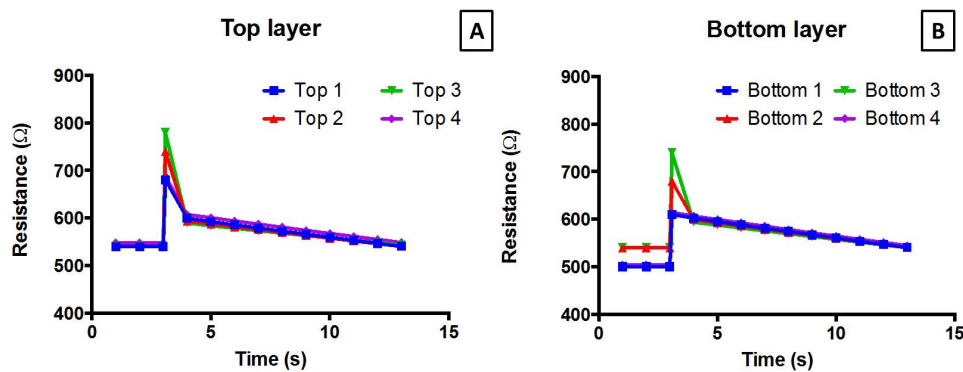 Top layer
A
900
800
700
600
500
400
Resistance (Ω)
Top 1
Top 3
Top 2
Top 4
0
5
10
15
Time (s)
Bottom layer
B
900
800
700
600
500
400
Resistance (Ω)
Bottom 1
Bottom 3
Bottom 2
Bottom 4
0
5
10
15
Time (s)